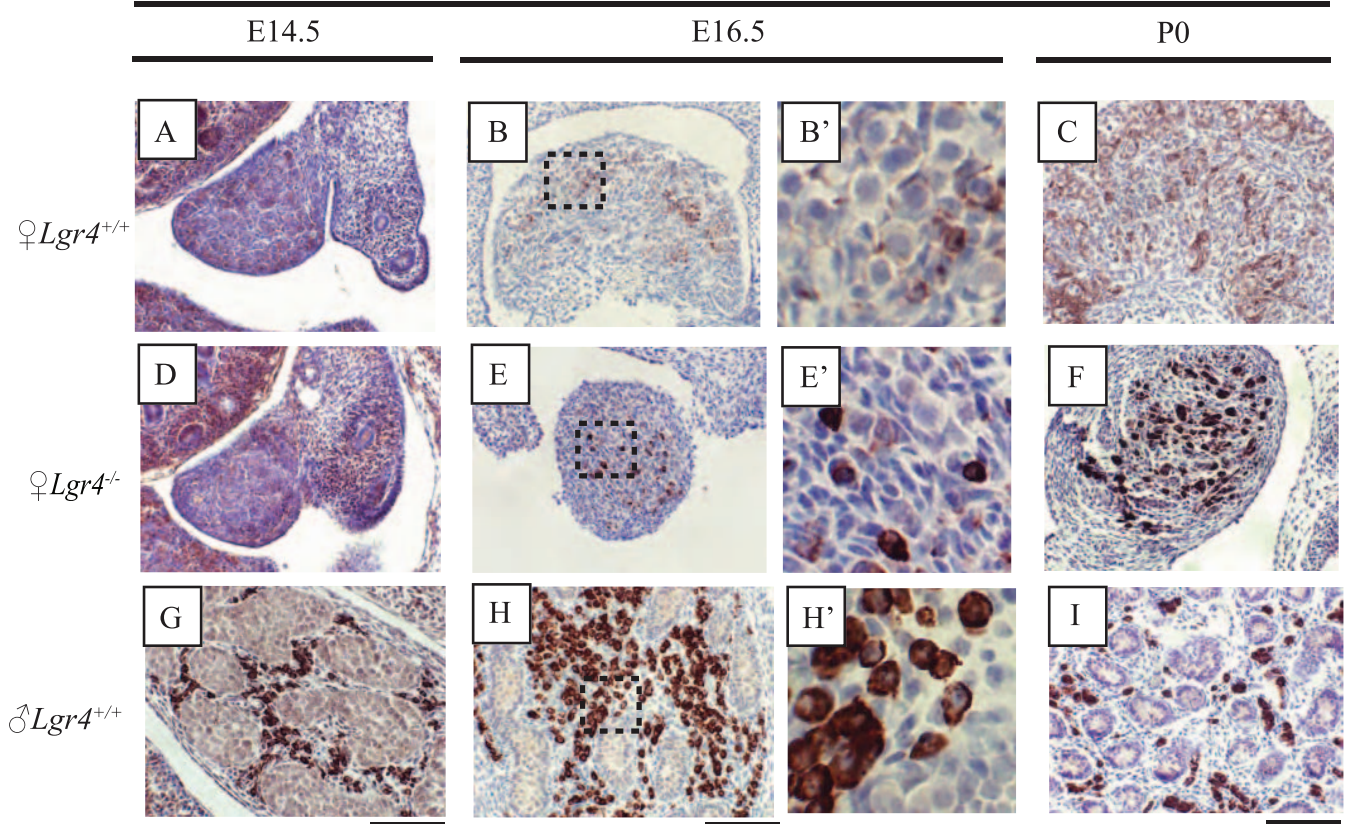 E14.5 E16.5 P0
A B B’ C
♀Lgr4+/+
D E E’ F
♀Lgr4-/-
G H H’ I
♂Lgr4+/+